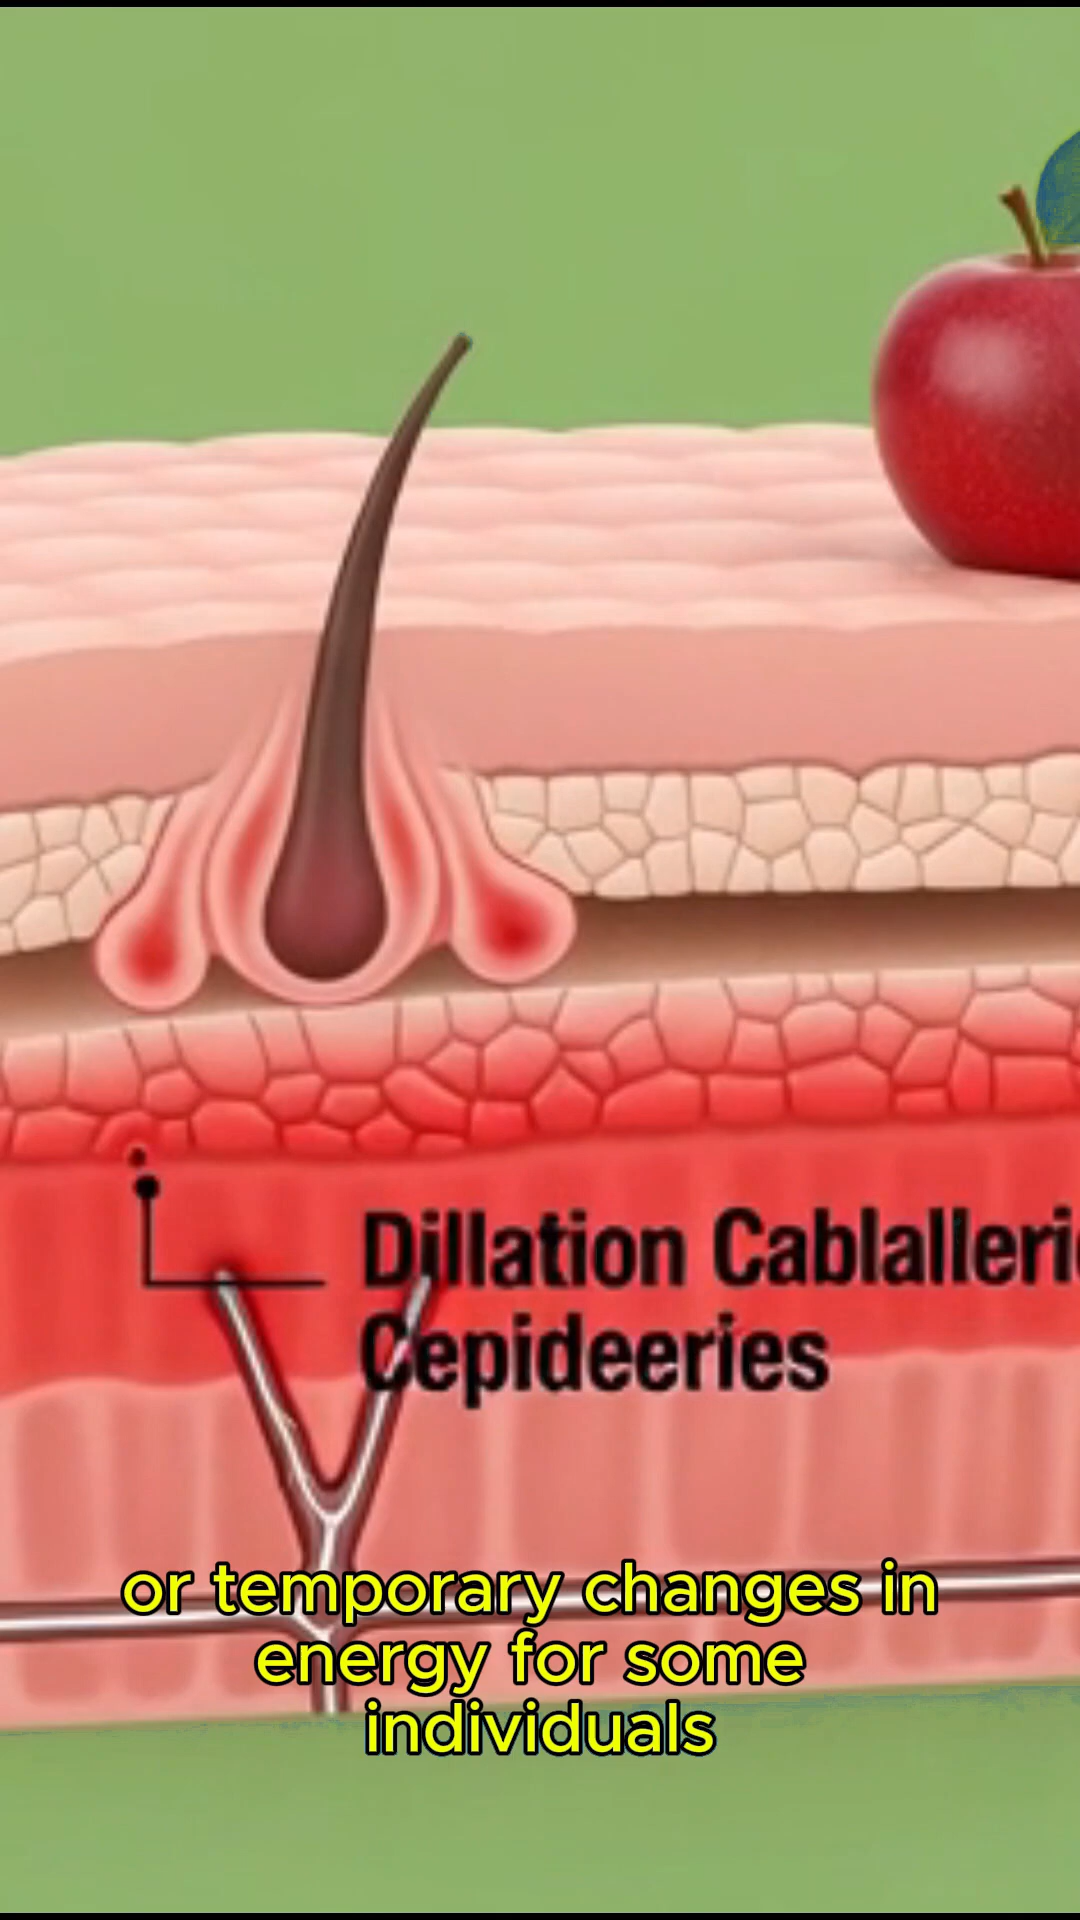 Dillation Cablalleri
Cepideeries
or temporary changes in
energy for some
individuals